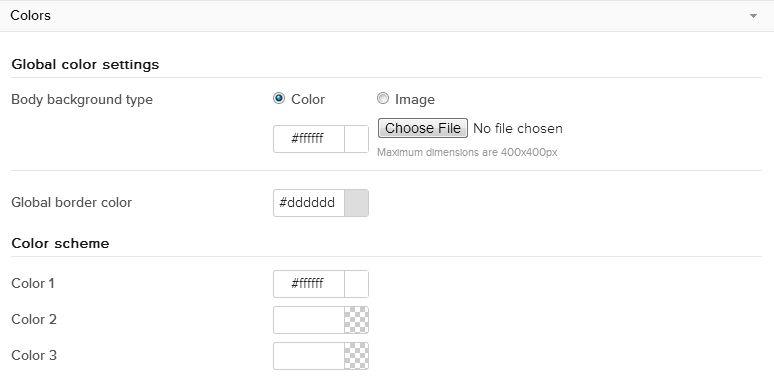 Colors
Global color settings
Body background type Color Image
#ffffff Choose File No file chosen
Maximum dimensions are 400x400px
Global border color #dddddd
Color scheme
Color 1 #ffffff
Color 2
Color 3